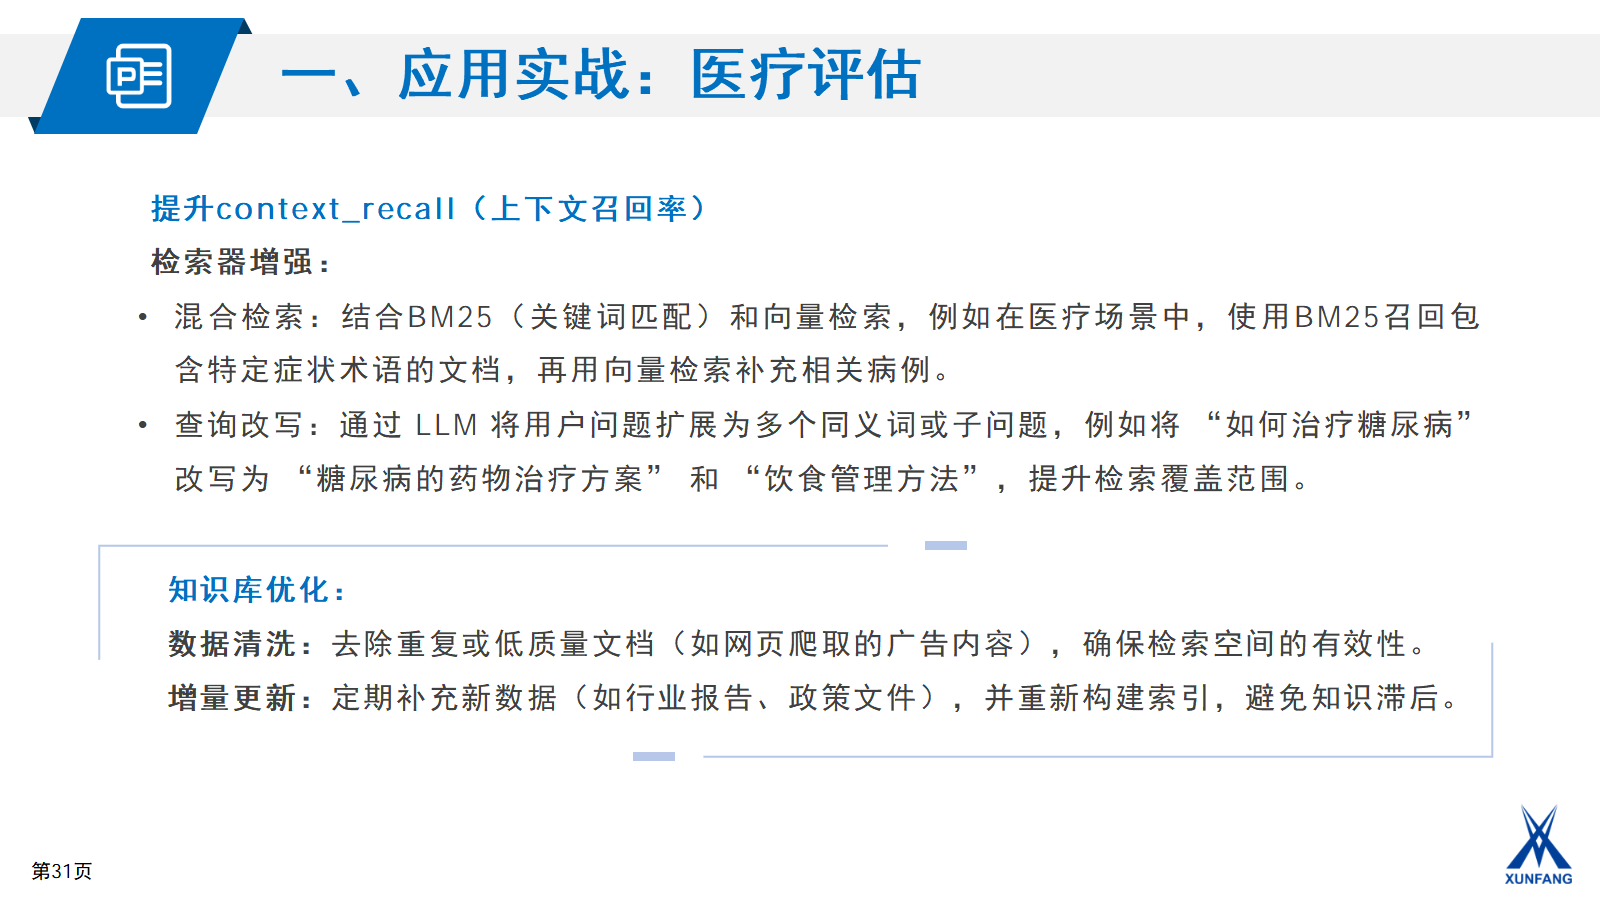 一、应用实战：医疗评估
提升context_recall（上下文召回率）
检索器增强：
• 混合检索：结合BM25（关键词匹配）和向量检索，例如在医疗场景中，使用BM25召回包
含特定症状术语的文档，再用向量检索补充相关病例。
• 查询改写：通过 LLM 将用户问题扩展为多个同义词或子问题，例如将 “如何治疗糖尿病”
改写为 “糖尿病的药物治疗方案” 和 “饮食管理方法”，提升检索覆盖范围。
知识库优化：
数据清洗：去除重复或低质量文档（如网页爬取的广告内容），确保检索空间的有效性。
增量更新：定期补充新数据（如行业报告、政策文件），并重新构建索引，避免知识滞后。
第31页
XUNFANG